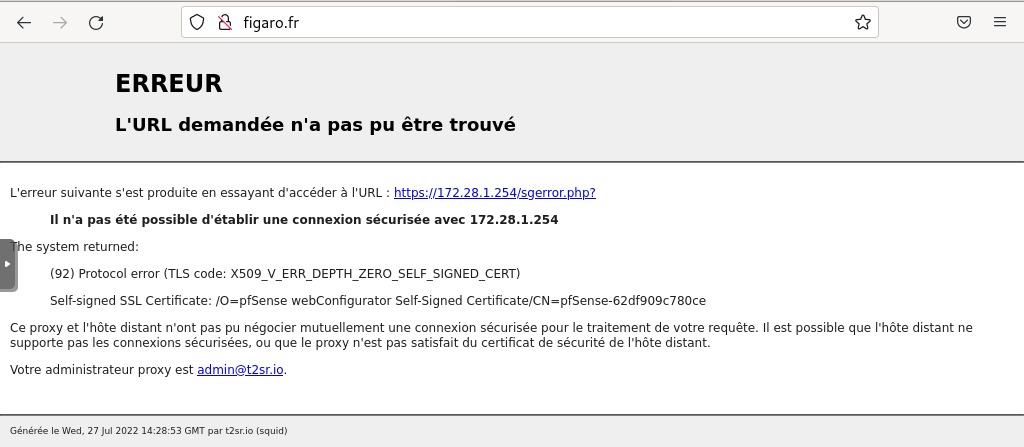 figaro.fr
ERREUR
L'URL demandée n'a pas pu être trouvé
L'erreur suivante s'est produite en essayant d'accéder à l'URL : https://172.28.1.254/sgerror.php?
Il n'a pas été possible d'établir une connexion sécurisée avec 172.28.1.254
The system returned:
(92) Protocol error (TLS code: X509_V_ERR_DEPTH_ZERO_SELF_SIGNED_CERT)
Self-signed SSL Certificate: /O=pfSense webConfigurator Self-Signed Certificate/CN=pfSense-62df909c780ce
Ce proxy et l'hôte distant n'ont pas pu négocier mutuellement une connexion sécurisée pour le traitement de votre requête. Il est possible que l'hôte distant ne
supporte pas les connexions sécurisées, ou que le proxy n'est pas satisfait du certificat de sécurité de l'hôte distant.
Votre administrateur proxy est admin@t2sr.io.
Générée le Wed, 27 Jul 2022 14:28:53 GMT par t2sr.io (squid)